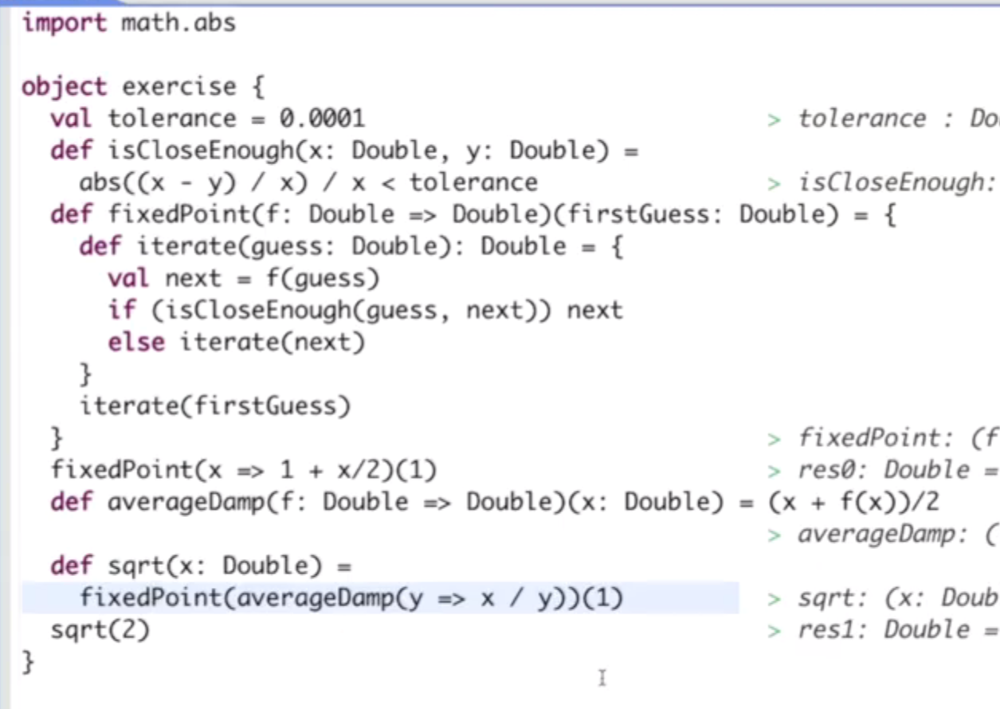 import math.abs
object exercise {
  val tolerance = 0.0001 > tolerance : Do
  def isCloseEnough(x: Double, y: Double) =
    abs((x - y) / x) / x < tolerance > isCloseEnough:
  def fixedPoint(f: Double => Double)(firstGuess: Double) = {
    def iterate(guess: Double): Double = {
      val next = f(guess)
      if (isCloseEnough(guess, next)) next
      else iterate(next)
    }
    iterate(firstGuess)
  } > fixedPoint: (f
  fixedPoint(x => 1 + x/2)(1) > res0: Double =
  def averageDamp(f: Double => Double)(x: Double) = (x + f(x))/2
> averageDamp: (
  def sqrt(x: Double) =
    fixedPoint(averageDamp(y => x / y))(1) > sqrt: (x: Doub
  sqrt(2) > res1: Double =
}